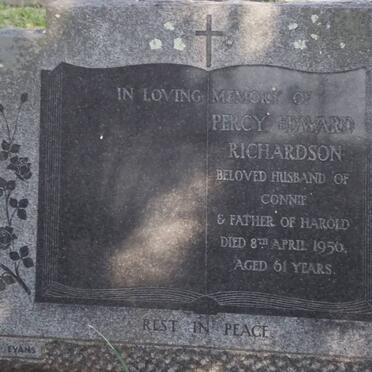 IN LOVING MEMORY OF
PERCY EDWARD
RICHARDSON
BELOVED HUSBAND OF
CONNIE
& FATHER OF HAROLD
DIED 8TH APRIL 1956,
AGED 61 YEARS.
REST IN PEACE
EVANS